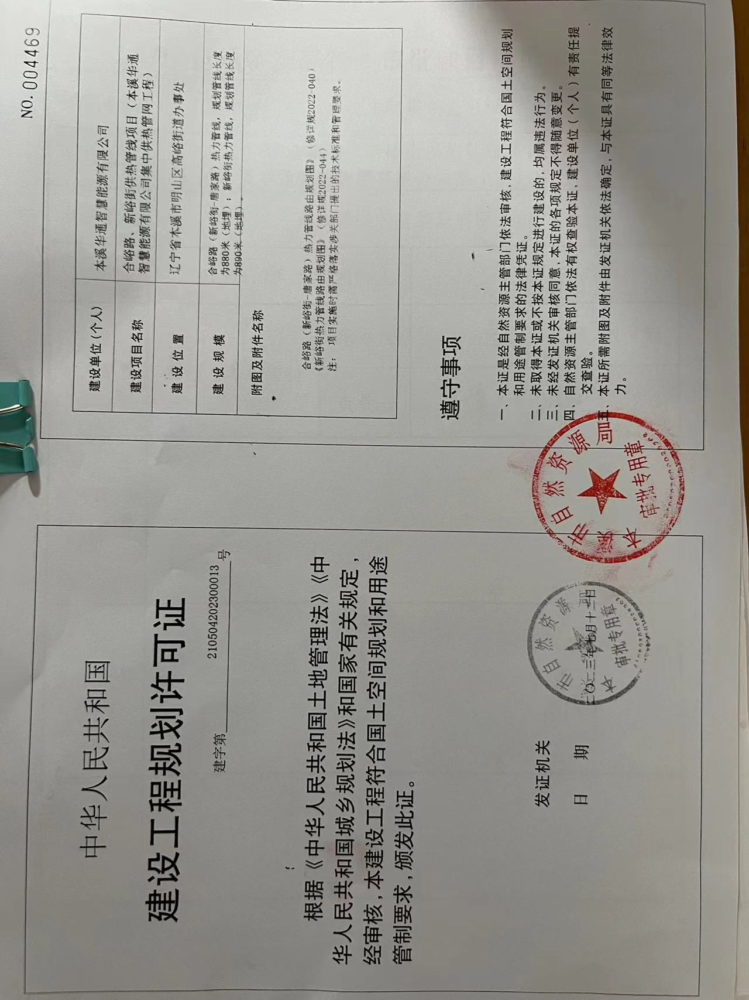 中华人民共和国
建设工程规划许可证
建字第 210504202300013 号
根据《中华人民共和国土地管理法》《中
华人民共和国城乡规划法》和国家有关规定，
经审核，本建设工程符合国土空间规划和用途
管制要求，颁发此证。
发证机关
日 期
二〇二三年七月十三日
市自然资源
审批专用章
NO. 004469
建设单位（个人） 本溪华通智慧能源有限公司
建设项目名称 合峪路、新峪街供热管线项目（本溪华通
智慧能源有限公司集中供热管网工程）
建设位置 辽宁省本溪市明山区高峪街道办事处
建设规模 合峪路（新峪街-唐家路）热力管线，规划管线长度
为880米（地埋）；新峪街热力管线，规划管线长度
为890米（地埋）。
附图及附件名称
合峪路（新峪街-唐家路）热力管线路由规划图》（修详规2022-040）
《新峪街热力管线路由规划图》（修详规2022-044）
注： 项目实施时需严格落实涉关部门提出的技术标准和管理要求。
遵守事项
一、本证是经自然资源主管部门依法审核，建设工程符合国土空间规划
和用途管制要求的法律凭证。
二、未取得本证或不按本证规定进行建设的，均属违法行为。
三、未经发证机关审核同意，本证的各项规定不得随意变更。
四、自然资源主管部门依法有权查验本证，建设单位（个人）有责任提
交查验。
五、本证所需附图及附件由发证机关依法确定，与本证具有同等法律效
力。
本溪市自然资源局
审批专用章